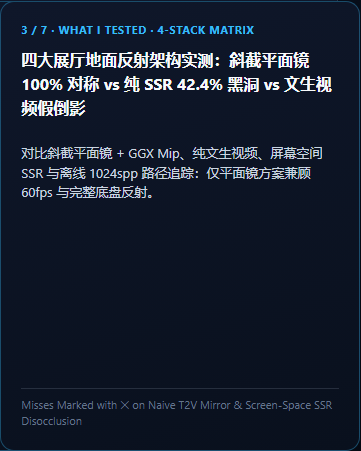 3 / 7 · WHAT I TESTED · 4-STACK MATRIX
四大展厅地面反射架构实测：斜截平面镜
100% 对称 vs 纯 SSR 42.4% 黑洞 vs 文生视
频假倒影
对比斜截平面镜 + GGX Mip、纯文生视频、屏幕空间
SSR 与离线 1024spp 路径追踪：仅平面镜方案兼顾
60fps 与完整底盘反射。
Misses Marked with ✕ on Naive T2V Mirror & Screen-Space SSR
Disocclusion